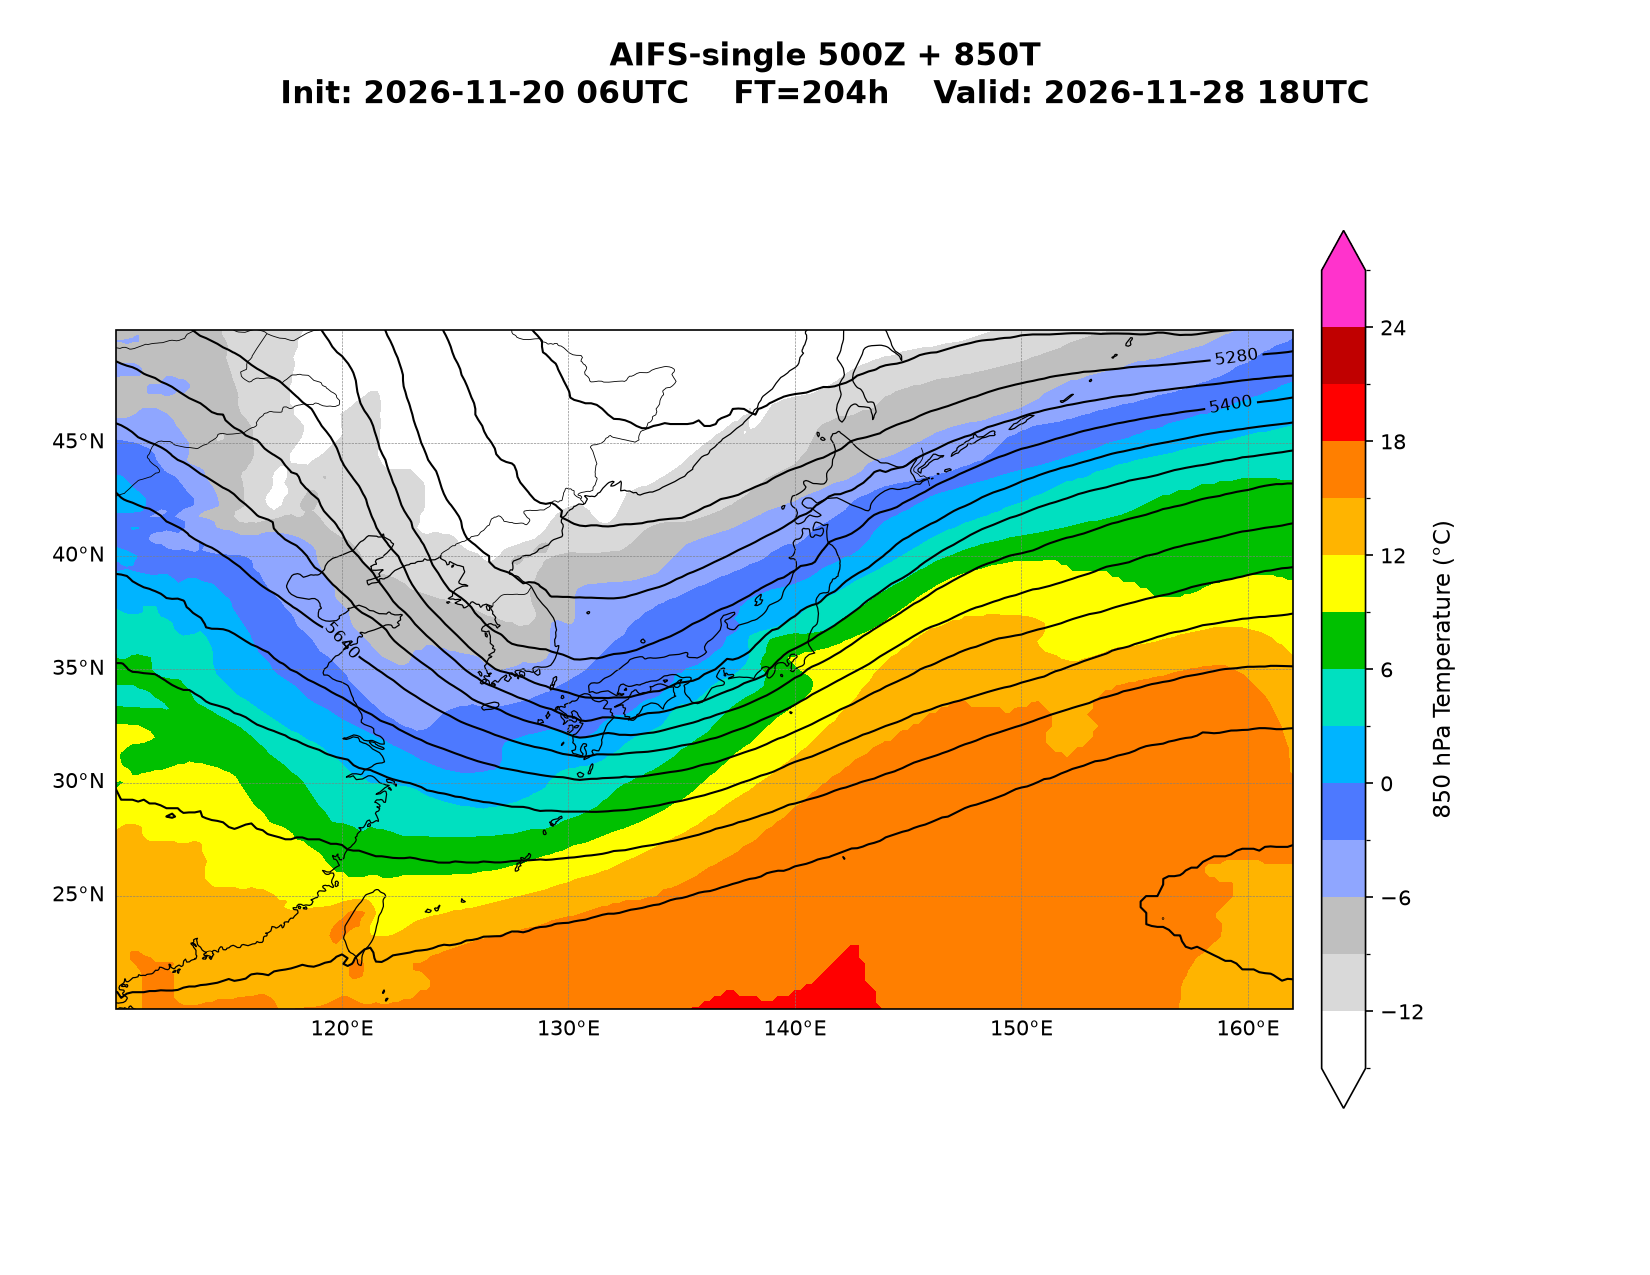 AIFS-single 500Z + 850T
Init: 2026-11-20 06UTC    FT=204h    Valid: 2026-11-28 18UTC
5280
5400
5640
45°N
40°N
35°N
30°N
25°N
120°E
130°E
140°E
150°E
160°E
24
18
12
6
0
−6
−12
850 hPa Temperature (°C)